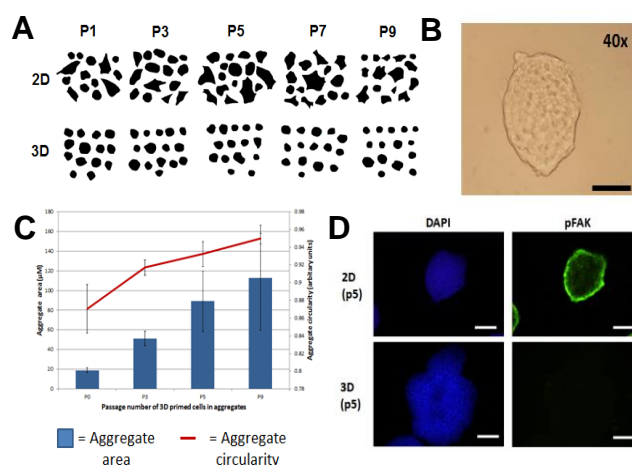 A
P1 P3 P5 P7 P9
2D
3D
B
40x
C
Aggregate area (µM)
180
160
140
120
100
80
60
40
20
0
P0 P3 P5 P9
Passage number of 3D primed cells in aggregates
0.98
0.96
0.94
0.92
0.9
0.88
0.86
0.84
0.82
0.8
0.78
Aggregate circularity (arbitary units)
= Aggregate
area
= Aggregate
circularity
D
DAPI pFAK
2D
(p5)
3D
(p5)